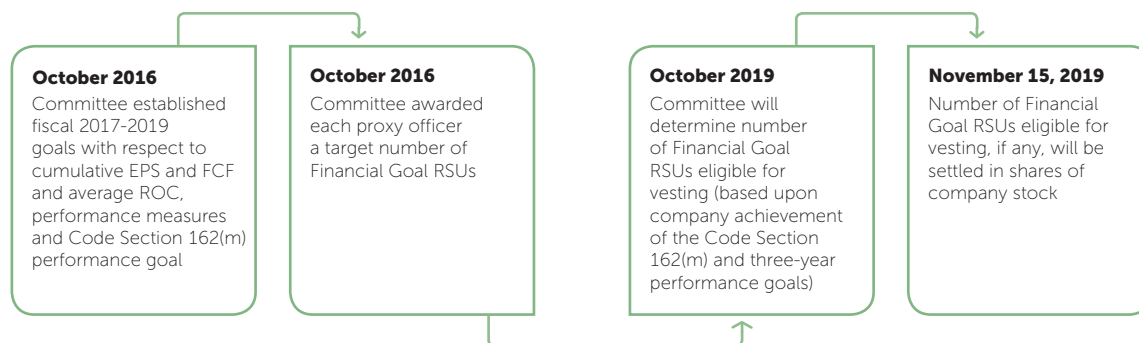 October 2016
Committee established
fiscal 2017-2019
goals with respect to
cumulative EPS and FCF
and average ROC,
performance measures
and Code Section 162(m)
performance goal
October 2016
Committee awarded
each proxy officer
a target number of
Financial Goal RSUs
October 2019
Committee will
determine number
of Financial Goal
RSUs eligible for
vesting (based upon
company achievement
of the Code Section
162(m) and three-year
performance goals)
November 15, 2019
Number of Financial
Goal RSUs eligible for
vesting, if any, will be
settled in shares of
company stock